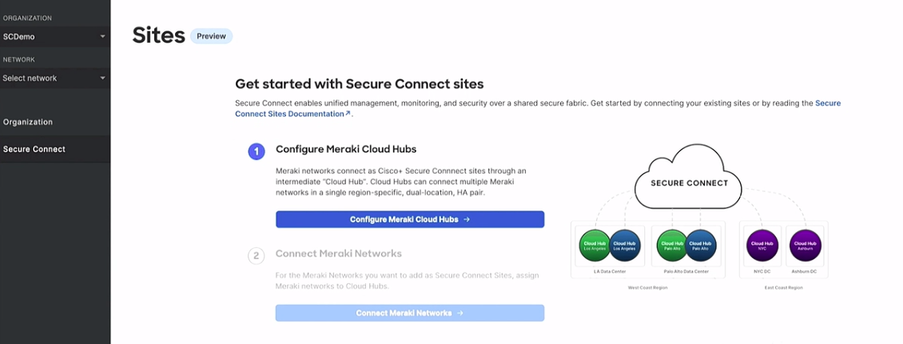 ORGANIZATION
SCDemo
NETWORK
Select network
Organization
Secure Connect
Sites Preview
Get started with Secure Connect sites
Secure Connect enables unified management, monitoring, and security over a shared secure fabric. Get started by connecting your existing sites or by reading the Secure
Connect Sites Documentation↗.
1 Configure Meraki Cloud Hubs
Meraki networks connect as Cisco+ Secure Connnect sites through an
intermediate "Cloud Hub". Cloud Hubs can connect multiple Meraki
networks in a single region-specific, dual-location, HA pair.
Configure Meraki Cloud Hubs →
2 Connect Meraki Networks
For the Meraki Networks you want to add as Secure Connect Sites, assign
Meraki networks to Cloud Hubs.
Connect Meraki Networks →
SECURE CONNECT
Cloud Hub Cloud Hub Cloud Hub Cloud Hub Cloud Hub Cloud Hub
Los Angeles Los Angeles Palo Alto Palo Alto NYC Ashburn
LA Data Center Palo Alto Data Center NYC DC Ashburn DC
West Coast Region East Coast Region